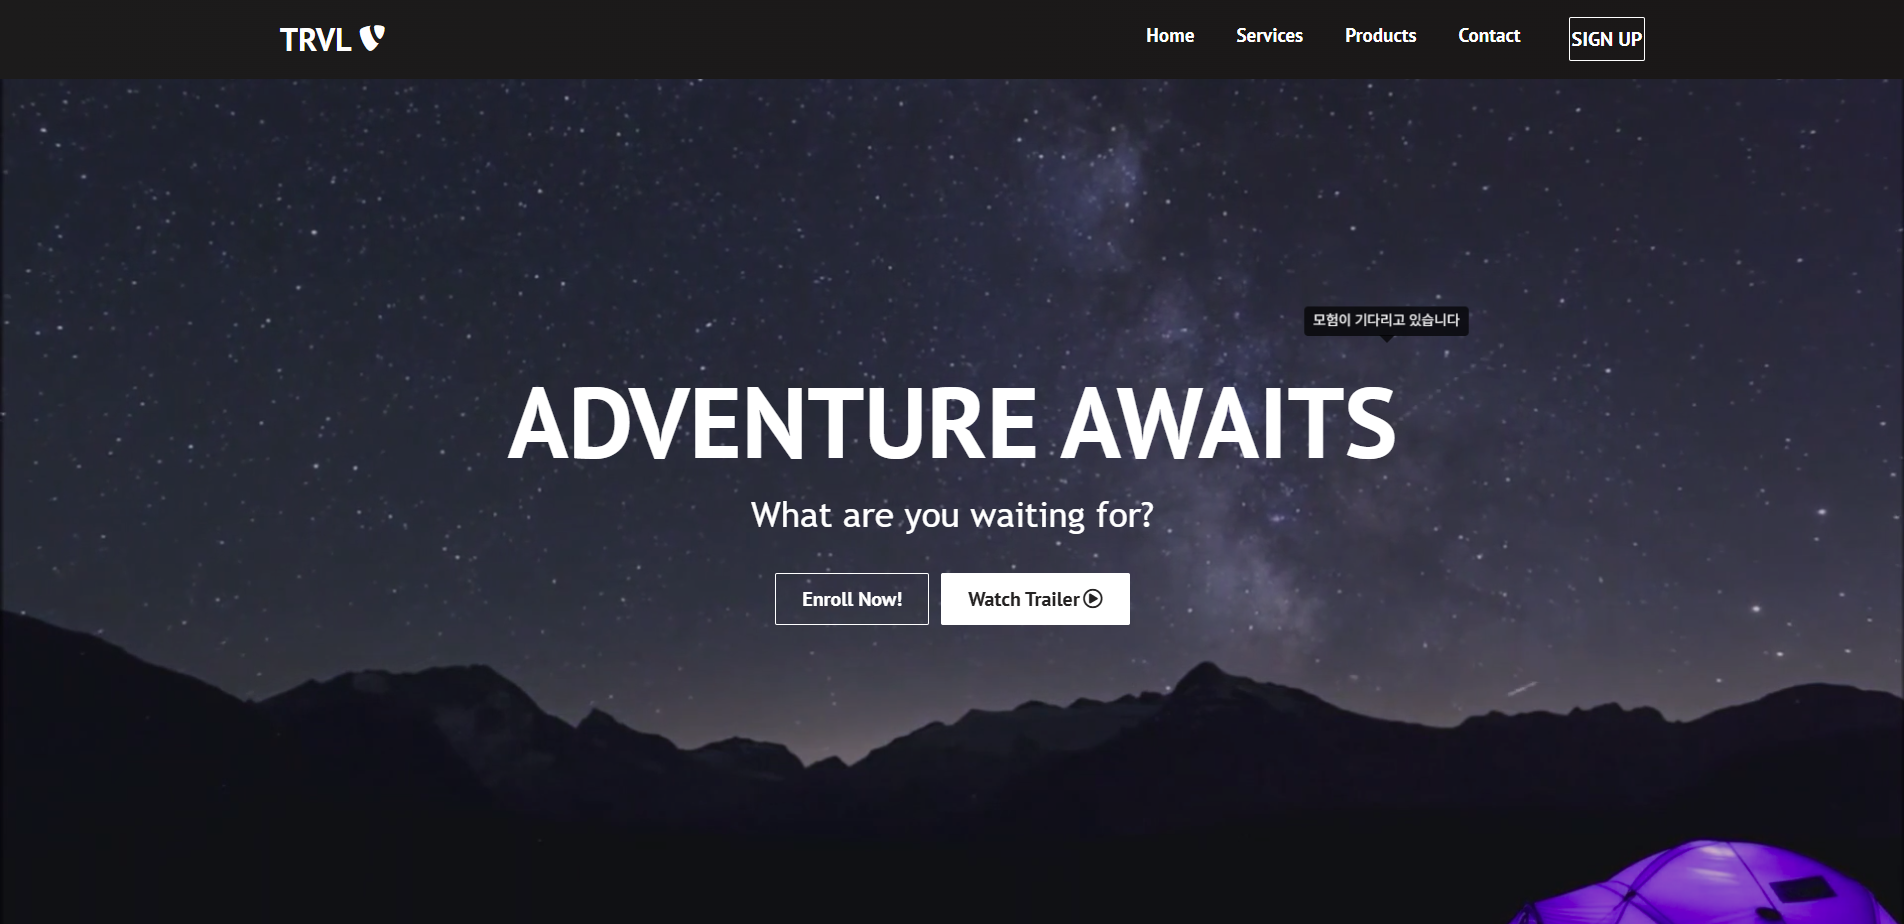 TRVL
Home Services Products Contact SIGN UP
모험이 기다리고 있습니다
ADVENTURE AWAITS
What are you waiting for?
Enroll Now! Watch Trailer